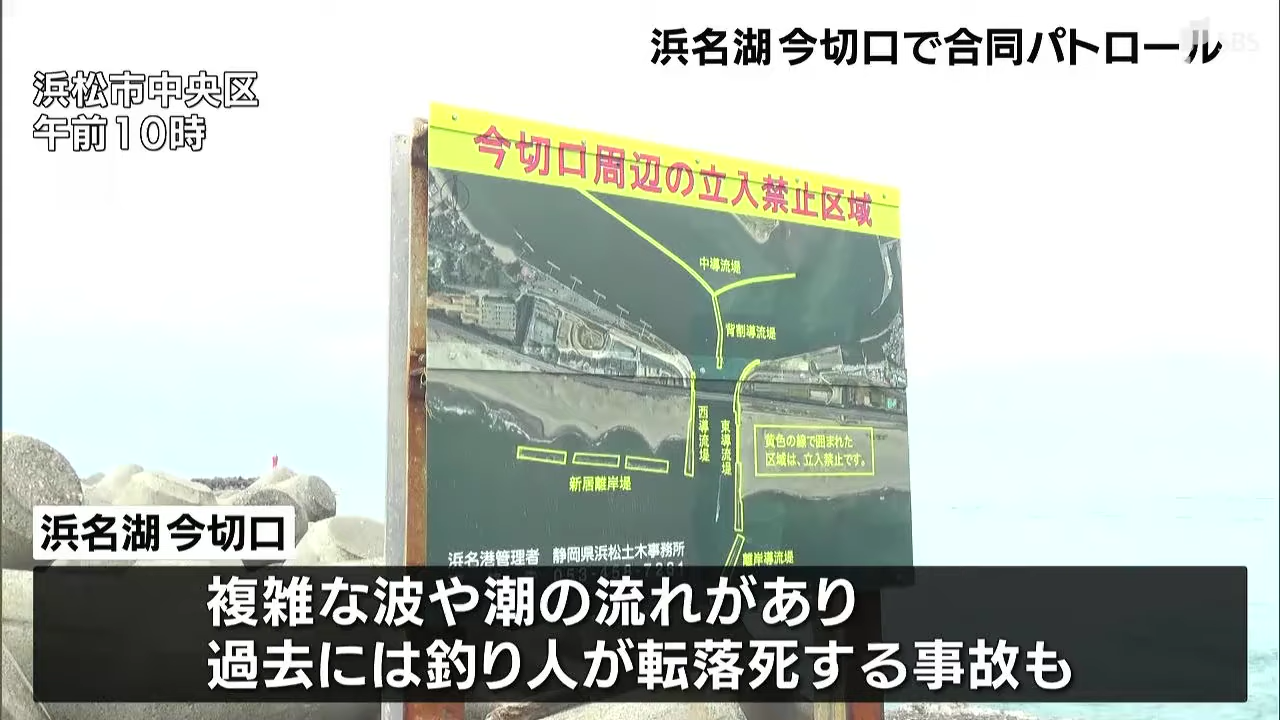 浜名湖 今切口で合同パトロール
SBS
浜松市中央区
午前10時
今切口周辺の立入禁止区域
中導流堤
背割導流堤
西導流堤
東導流堤
黄色の線で囲まれた
区域は、立入禁止です。
新居離岸堤
離岸導流堤
浜名港管理者 静岡県浜松土木事務所
浜名湖 今切口
複雑な波や潮の流れがあり
過去には釣り人が転落死する事故も